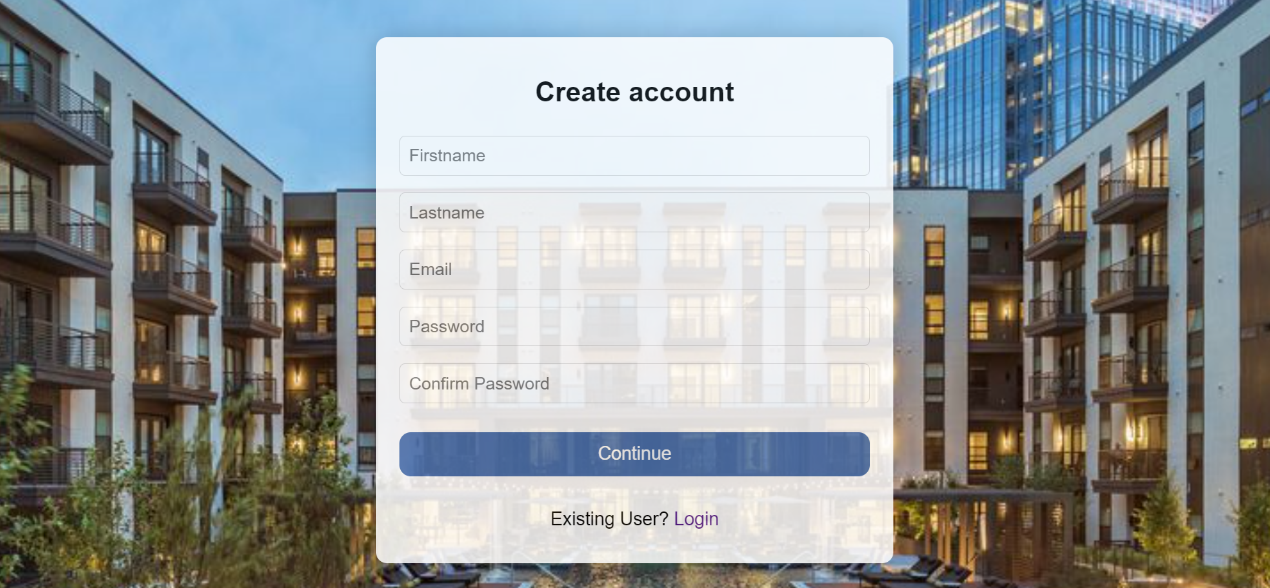 Create account
Firstname
Lastname
Email
Password
Confirm Password
Continue
Existing User? Login